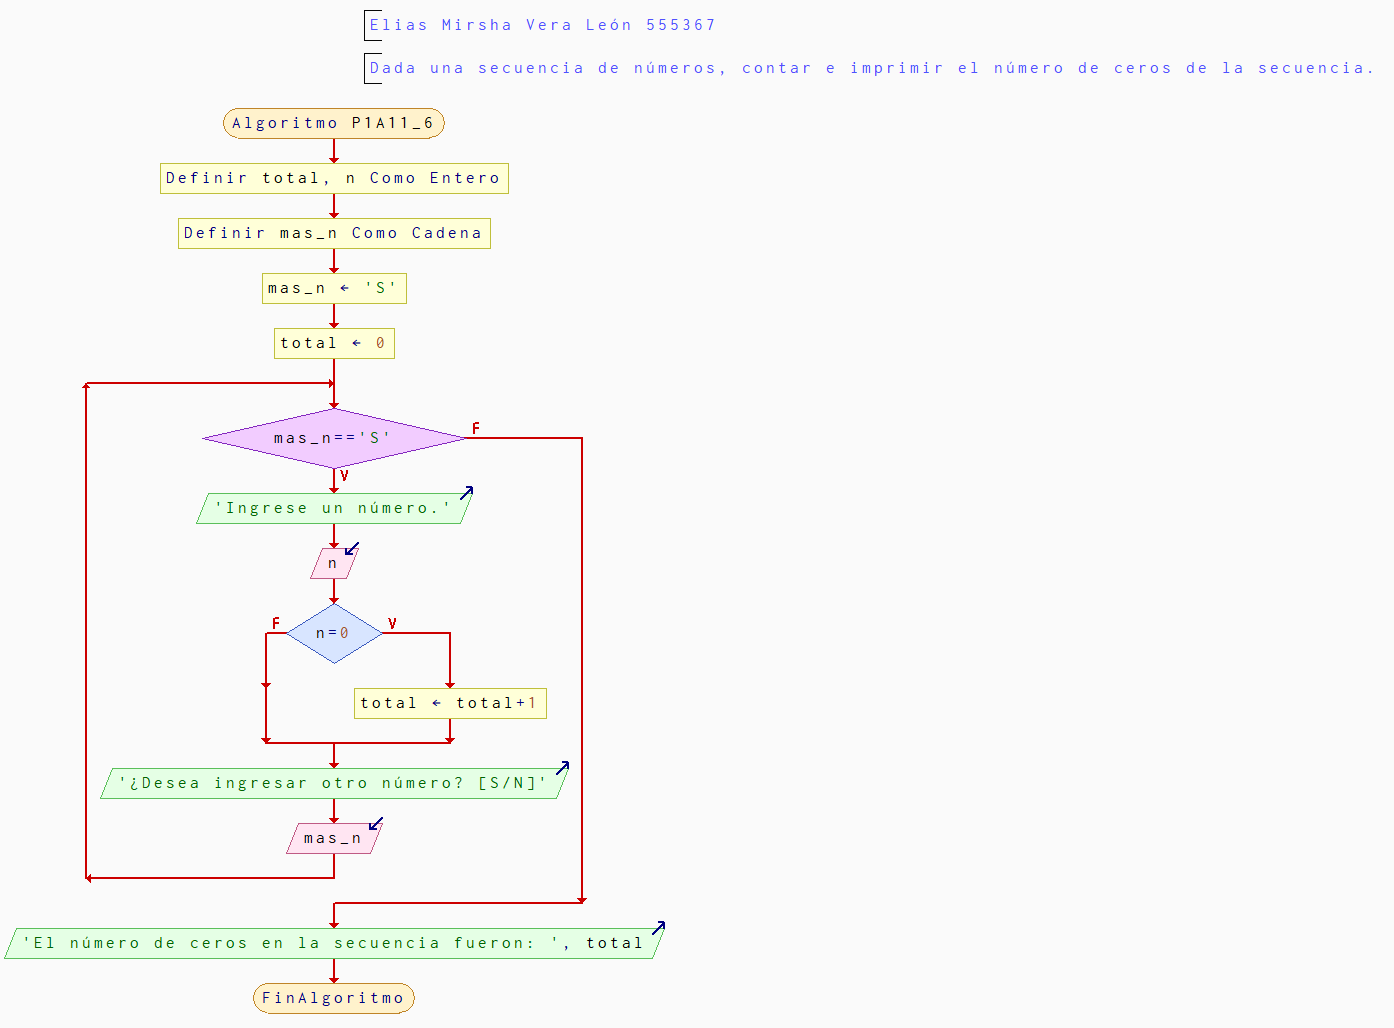 Elias Mirsha Vera León 555367
Dada una secuencia de números, contar e imprimir el número de ceros de la secuencia.
Algoritmo P1A11_6
Definir total, n Como Entero
Definir mas_n Como Cadena
mas_n ← 'S'
total ← 0
mas_n=='S'
F
V
'Ingrese un número.'
n
F
V
n=0
total ← total+1
'¿Desea ingresar otro número? [S/N]'
mas_n
'El número de ceros en la secuencia fueron: ', total
FinAlgoritmo